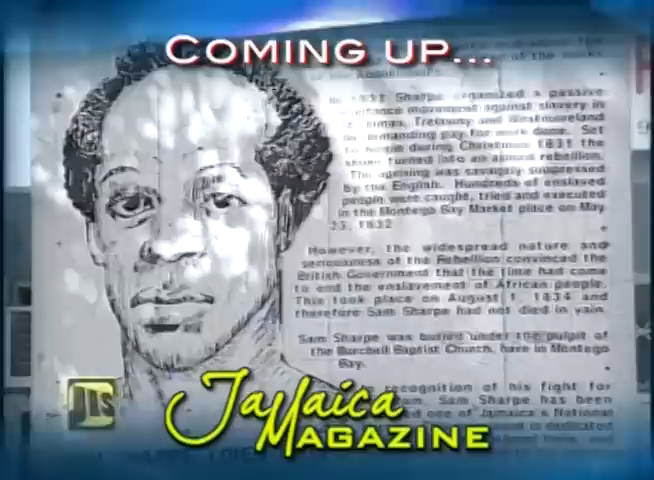 COMING UP...
of the works
In 1831 Sharpe organized a passive
movement against slavery in
Trelawny and Westmoreland
demanding pay for work done. Set
to during Christmas 1831 the
turned into an armed rebellion.
The uprising was savagely suppressed
by the English. Hundreds of enslaved
people were caught, tried and executed
in the Montego Bay Market place on May
23, 1832
However, the widespread nature and
seriousness of the Rebellion convinced the
British Government that the time had come
to end the enslavement of African people.
This took place on August 1, 1834 and
therefore Sam Sharpe had not died in vain.
Sam Sharpe was buried under the pulpit of
the Burchell Baptist Church, here in Montego
Bay.
recognition of his fight for
Sam Sharpe has been
one of Jamaica's National
is dedicated
JIS
Jamaica
MAGAZINE